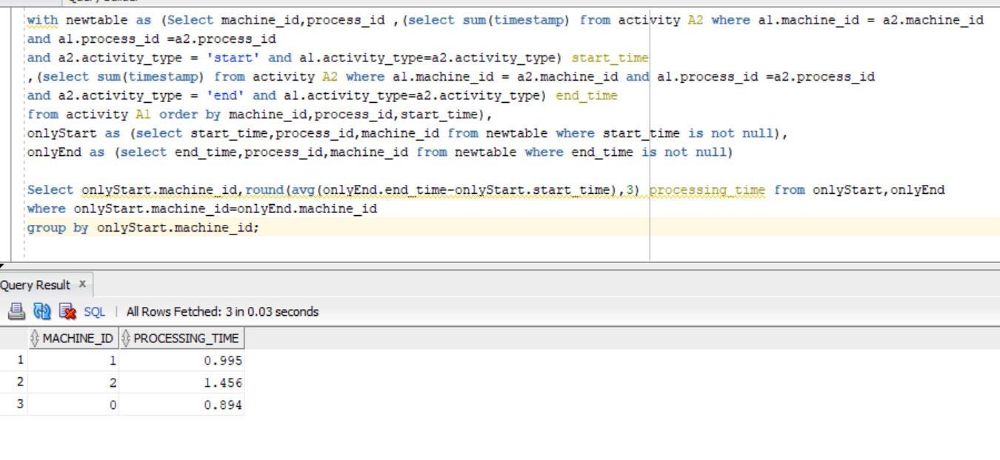 with newtable as (Select machine_id,process_id ,(select sum(timestamp) from activity A2 where a1.machine_id = a2.machine_id
and a1.process_id =a2.process_id
and a2.activity_type = 'start' and a1.activity_type=a2.activity_type) start_time
,(select sum(timestamp) from activity A2 where a1.machine_id = a2.machine_id and a1.process_id =a2.process_id
and a2.activity_type = 'end' and a1.activity_type=a2.activity_type) end_time
from activity A1 order by machine_id,process_id,start_time),
onlyStart as (select start_time,process_id,machine_id from newtable where start_time is not null),
onlyEnd as (select end_time,process_id,machine_id from newtable where end_time is not null)
Select onlyStart.machine_id,round(avg(onlyEnd.end_time-onlyStart.start_time),3) processing_time from onlyStart,onlyEnd
where onlyStart.machine_id=onlyEnd.machine_id
group by onlyStart.machine_id;
Query Result x
SQL | All Rows Fetched: 3 in 0.03 seconds
MACHINE_ID PROCESSING_TIME
1 1 0.995
2 2 1.456
3 0 0.894